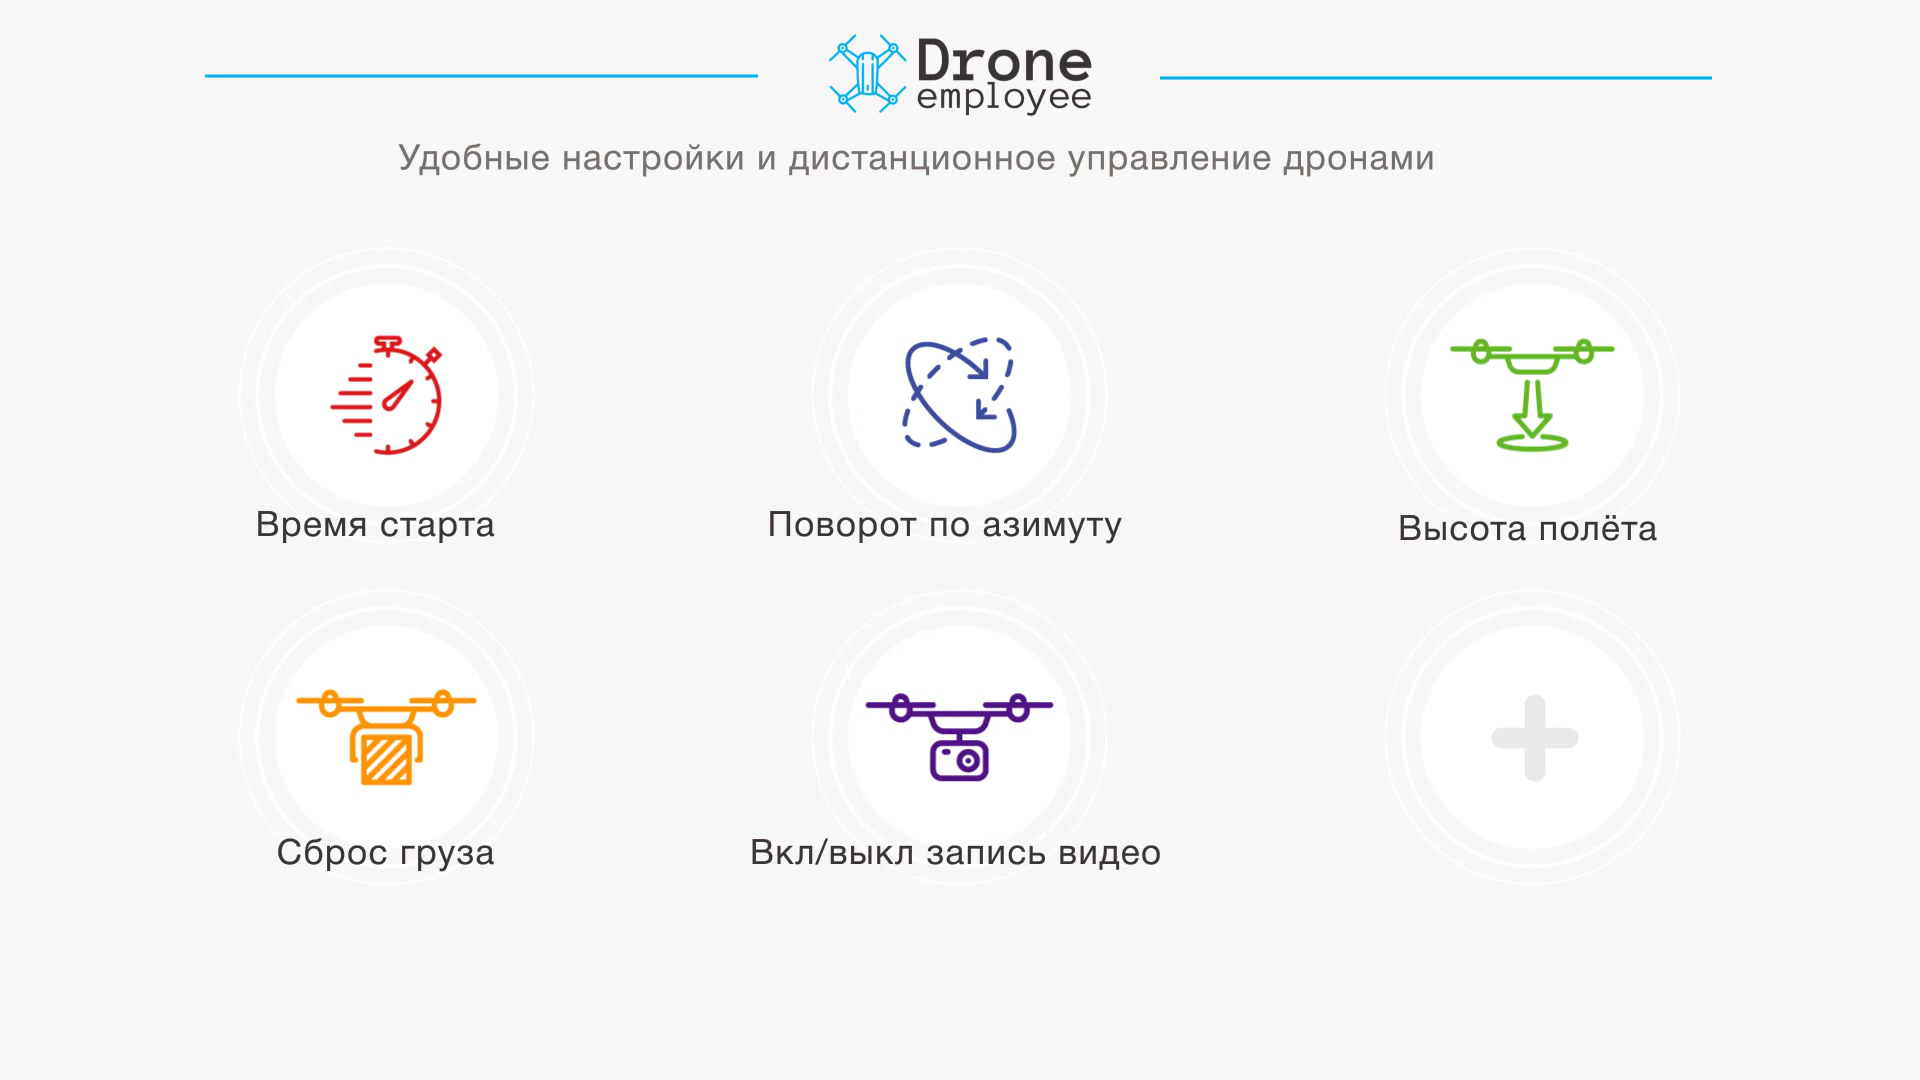 Drone
employee
Удобные настройки и дистанционное управление дронами
Время старта
Поворот по азимуту
Высота полёта
Сброс груза
Вкл/выкл запись видео